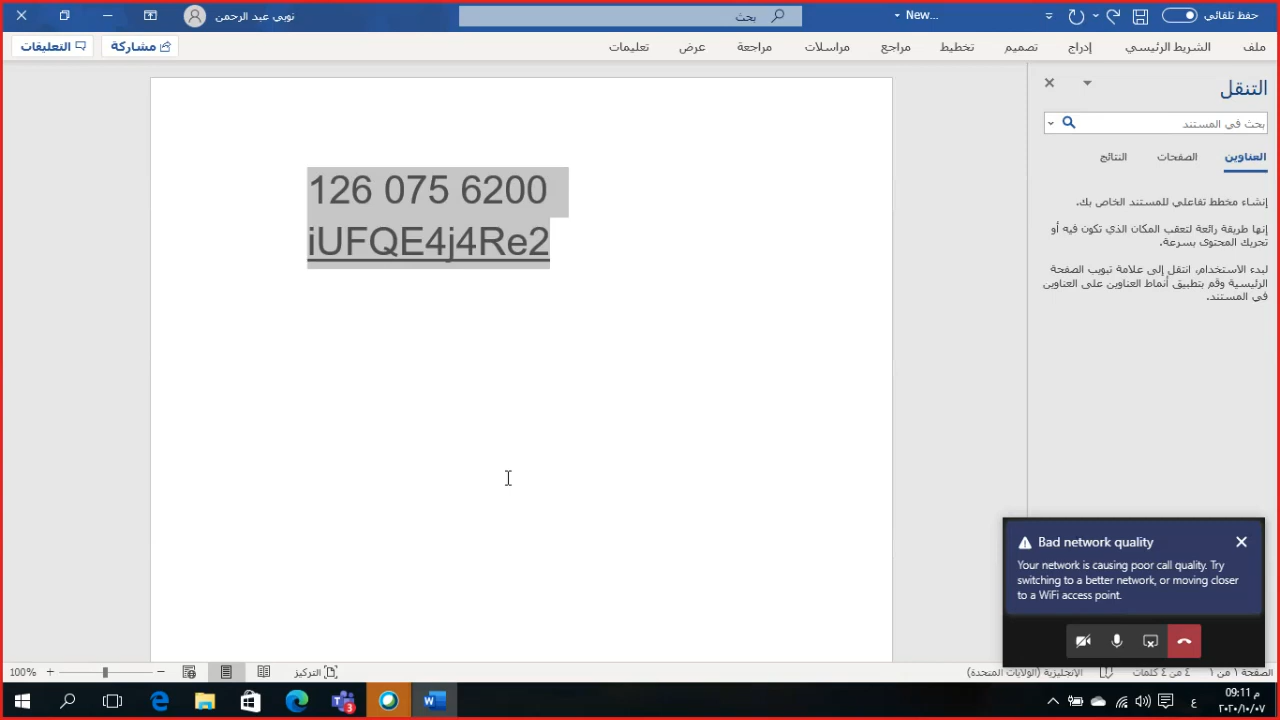 حفظ تلقائي
New...
بحث
نوبي عبد الرحمن
ملف
الشريط الرئيسي
إدراج
تصميم
تخطيط
مراجع
مراسلات
مراجعة
عرض
تعليمات
مشاركة
التعليقات
التنقل
بحث في المستند
العناوين
الصفحات
النتائج
إنشاء مخطط تفاعلي للمستند الخاص بك.
إنها طريقة رائعة لتعقب المكان الذي تكون فيه أو
تحريك المحتوى بسرعة.
لبدء الاستخدام، انتقل إلى علامة تبويب الصفحة
الرئيسية وقم بتطبيق أنماط العناوين على العناوين
في المستند.
126 075 6200
iUFQE4j4Re2
Bad network quality
Your network is causing poor call quality. Try
switching to a better network, or moving closer
to a WiFi access point.
الصفحة ١ من ١
٤ من ٤ كلمات
الإنجليزية (الولايات المتحدة)
التركيز
100%
3
ع
09:11 م
٢٠٢٠/١٠/٠٧